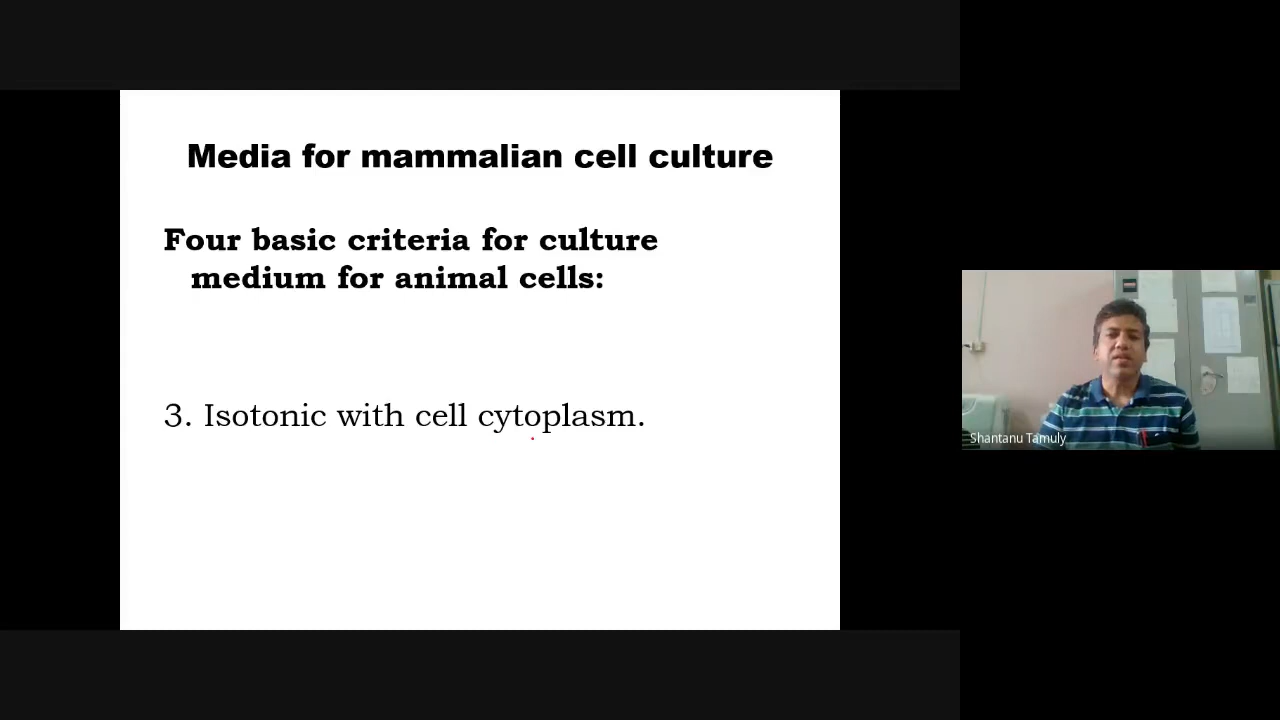 Media for mammalian cell culture
Four basic criteria for culture
medium for animal cells:
3. Isotonic with cell cytoplasm.
Shantanu Tamuly